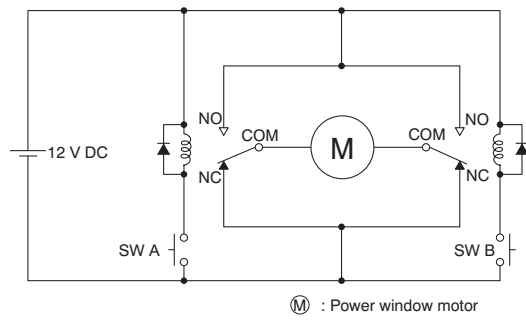 NO
NO
COM
COM
M
12 V DC
NC
NC
SW A
SW B
M : Power window motor